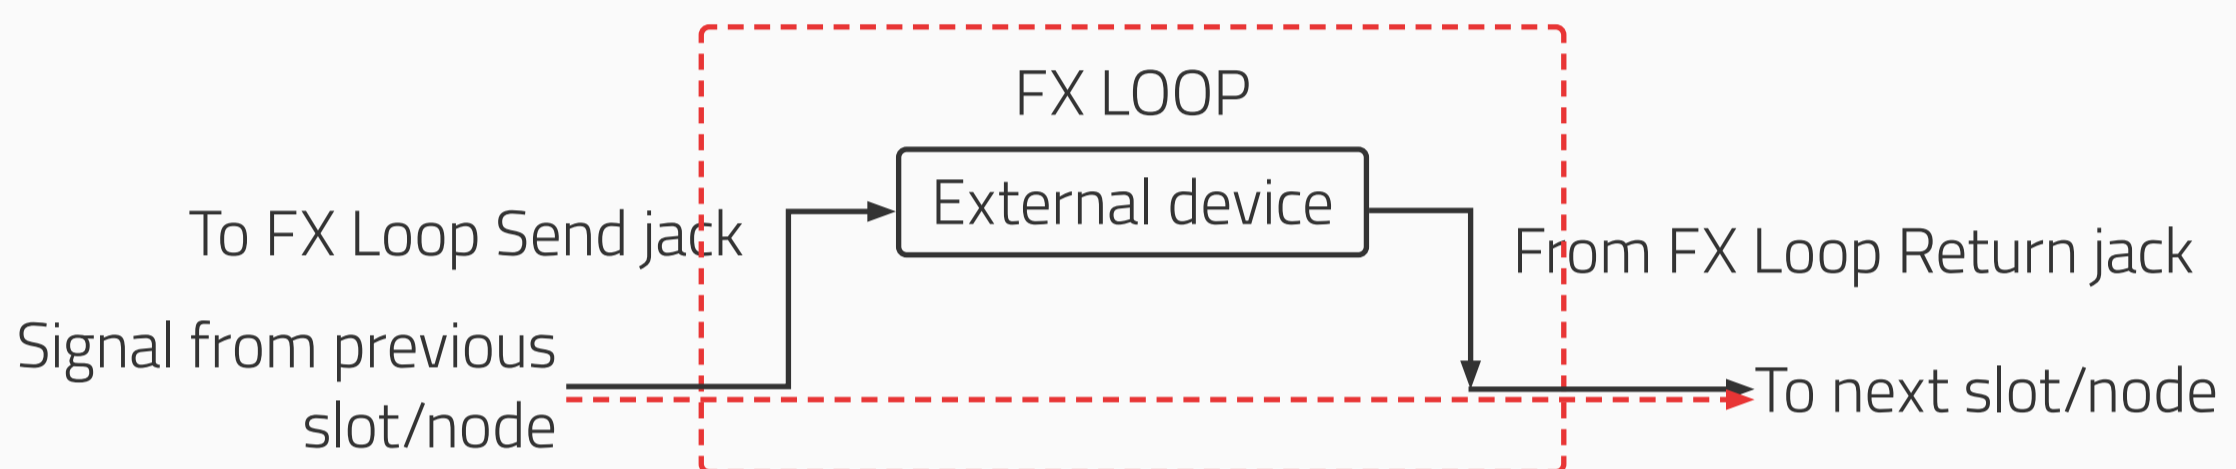 FX LOOP
External device
To FX Loop Send jack
From FX Loop Return jack
Signal from previous
slot/node
To next slot/node